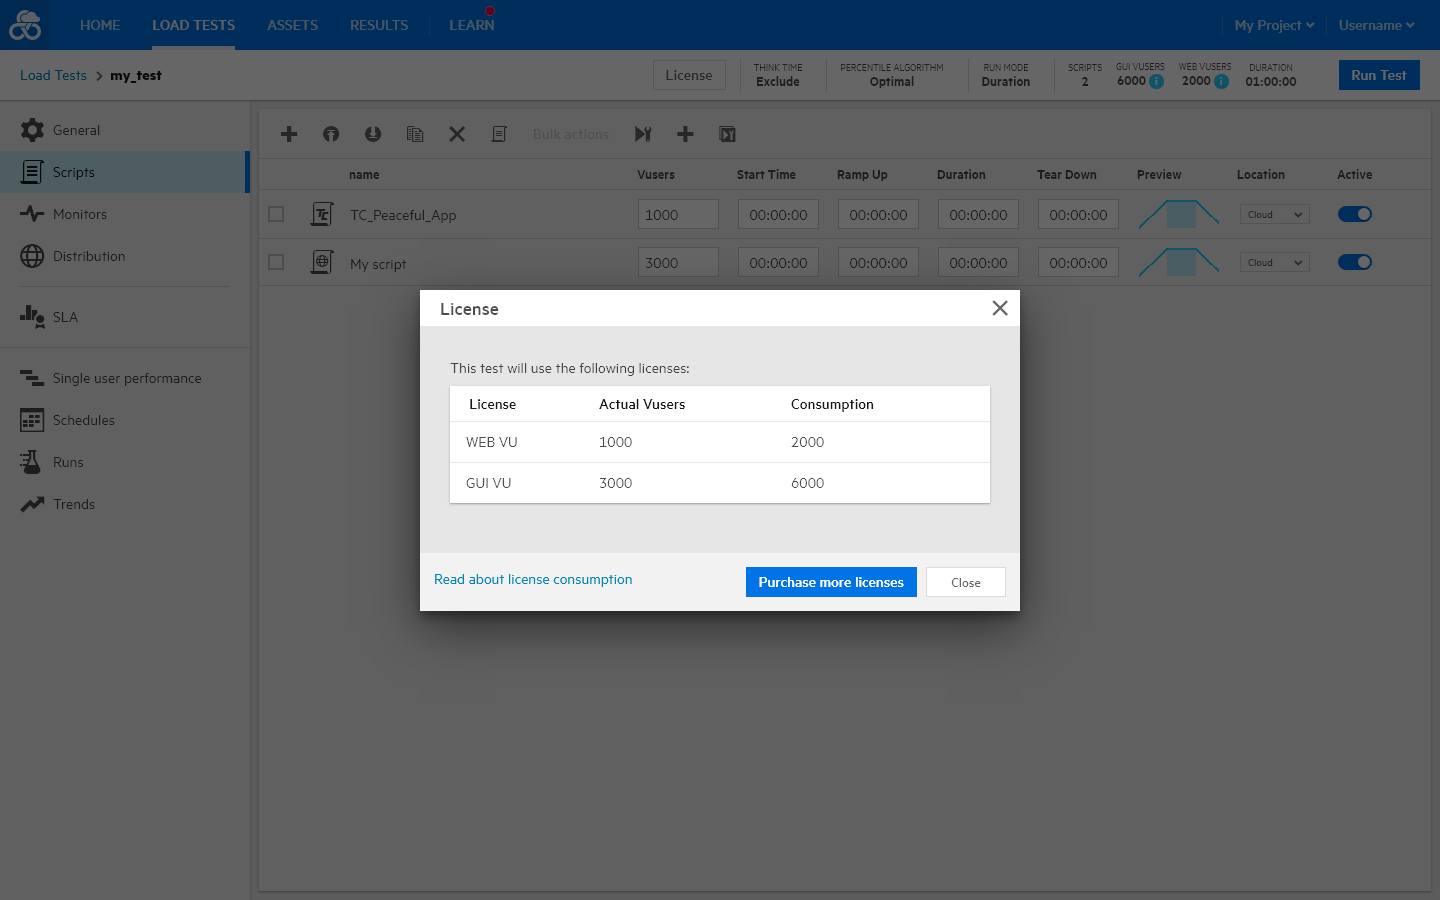 HOME LOAD TESTS ASSETS RESULTS LEARN My Project Username
Load Tests > my_test License THINK TIME Exclude PERCENTILE ALGORITHM Optimal RUN MODE Duration SCRIPTS 2 GUI VUSERS 6000 WEB VUSERS 2000 DURATION 01:00:00 Run Test
General
Scripts
Monitors
Distribution
SLA
Single user performance
Schedules
Runs
Trends
Bulk actions
name Vusers Start Time Ramp Up Duration Tear Down Preview Location Active
TC TC_Peaceful_App 1000 00:00:00 00:00:00 00:00:00 00:00:00 Cloud
My script 3000 00:00:00 00:00:00 00:00:00 00:00:00 Cloud
License
This test will use the following licenses:
License Actual Vusers Consumption
WEB VU 1000 2000
GUI VU 3000 6000
Read about license consumption Purchase more licenses Close